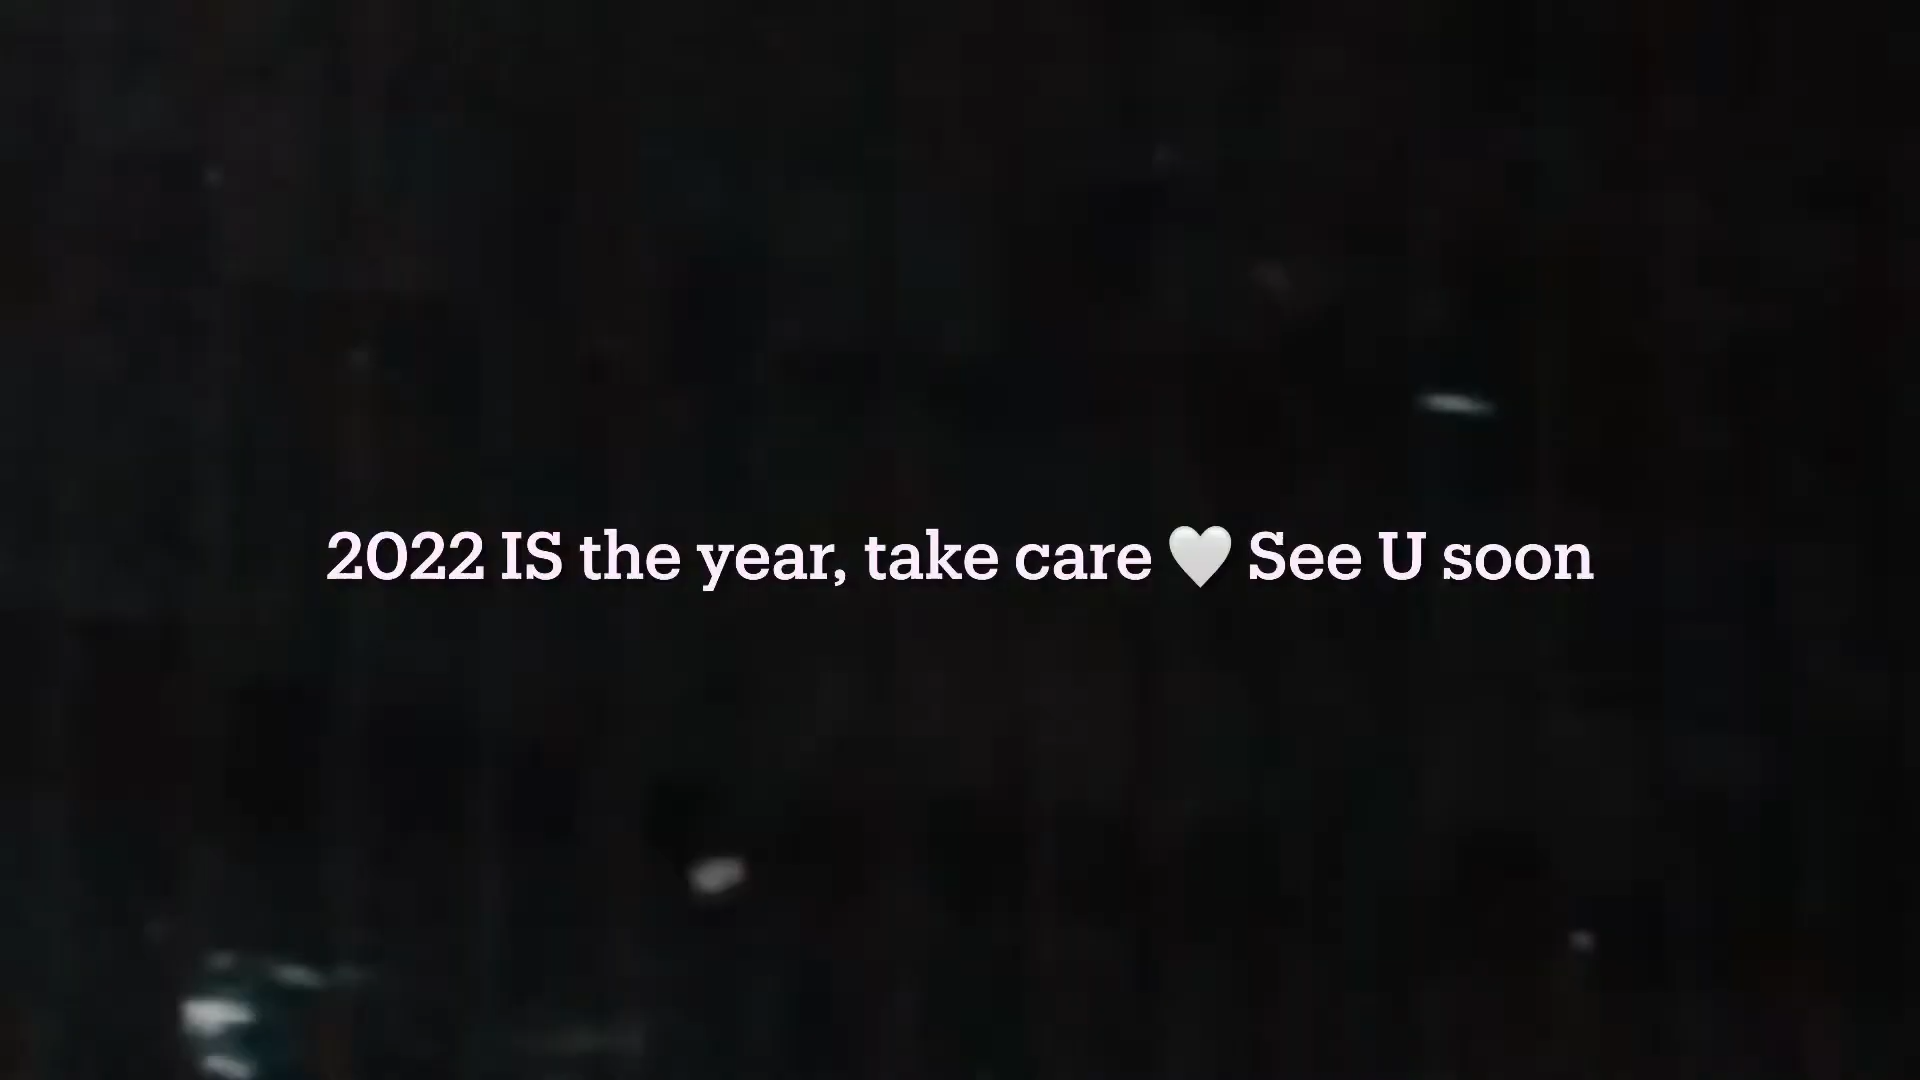 2022 IS the year, take care 🤍 See U soon